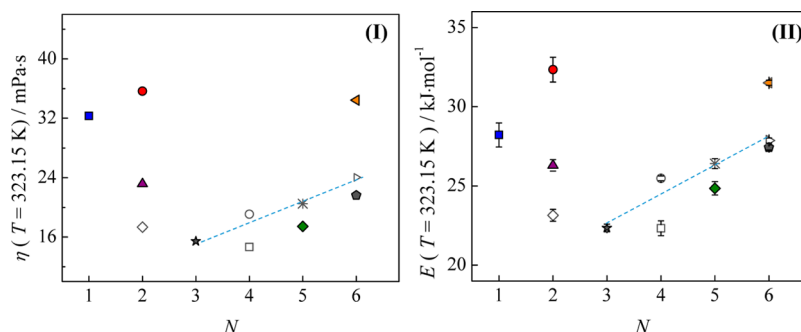 (I)
η ( T = 323.15 K) / mPa·s
40
32
24
16
1 2 3 4 5 6
N
(II)
E ( T = 323.15 K ) / kJ·mol⁻¹
35
30
25
20
1 2 3 4 5 6
N